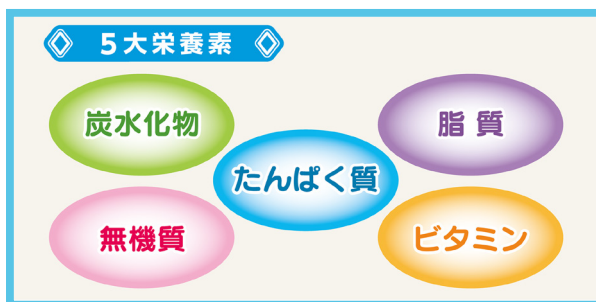 5大栄養素
炭水化物
脂質
たんぱく質
無機質
ビタミン